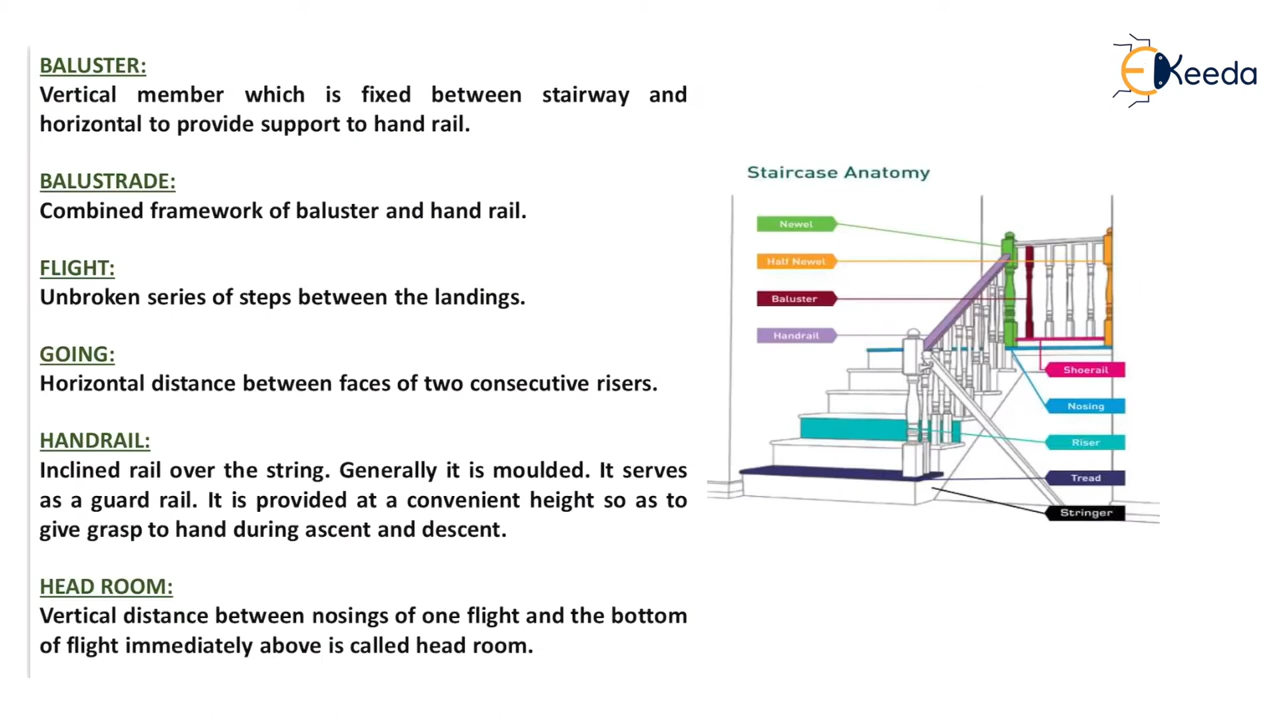 BALUSTER:
Vertical member which is fixed between stairway and
horizontal to provide support to hand rail.
BALUSTRADE:
Combined framework of baluster and hand rail.
FLIGHT:
Unbroken series of steps between the landings.
GOING:
Horizontal distance between faces of two consecutive risers.
HANDRAIL:
Inclined rail over the string. Generally it is moulded. It serves
as a guard rail. It is provided at a convenient height so as to
give grasp to hand during ascent and descent.
HEAD ROOM:
Vertical distance between nosings of one flight and the bottom
of flight immediately above is called head room.
EKeeda
Staircase Anatomy
Newel
Half Newel
Baluster
Handrail
Shoerail
Nosing
Riser
Tread
Stringer